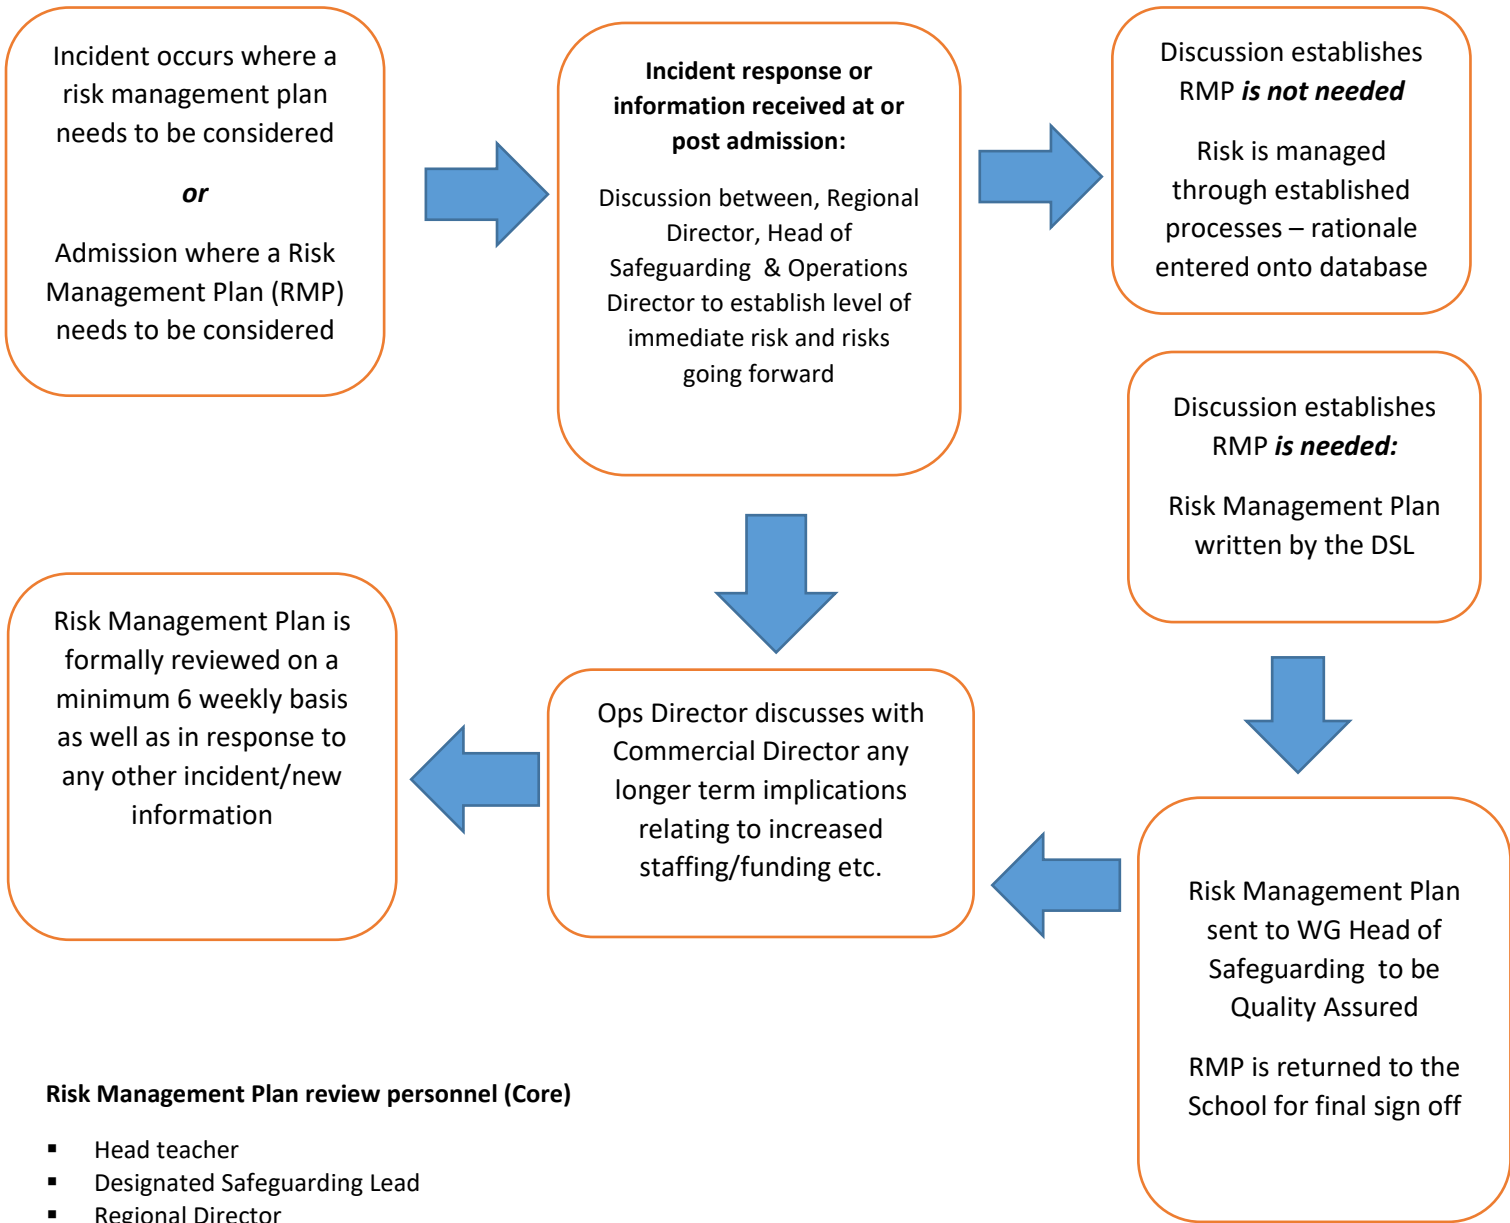 Incident occurs where a
risk management plan
needs to be considered
or
Admission where a Risk
Management Plan (RMP)
needs to be considered
Incident response or
information received at or
post admission:
Discussion between, Regional
Director, Head of
Safeguarding & Operations
Director to establish level of
immediate risk and risks
going forward
Discussion establishes
RMP is not needed
Risk is managed
through established
processes – rationale
entered onto database
Discussion establishes
RMP is needed:
Risk Management Plan
written by the DSL
Risk Management Plan
sent to WG Head of
Safeguarding to be
Quality Assured
RMP is returned to the
School for final sign off
Ops Director discusses with
Commercial Director any
longer term implications
relating to increased
staffing/funding etc.
Risk Management Plan is
formally reviewed on a
minimum 6 weekly basis
as well as in response to
any other incident/new
information
Risk Management Plan review personnel (Core)
▪ Head teacher
▪ Designated Safeguarding Lead
▪ Regional Director